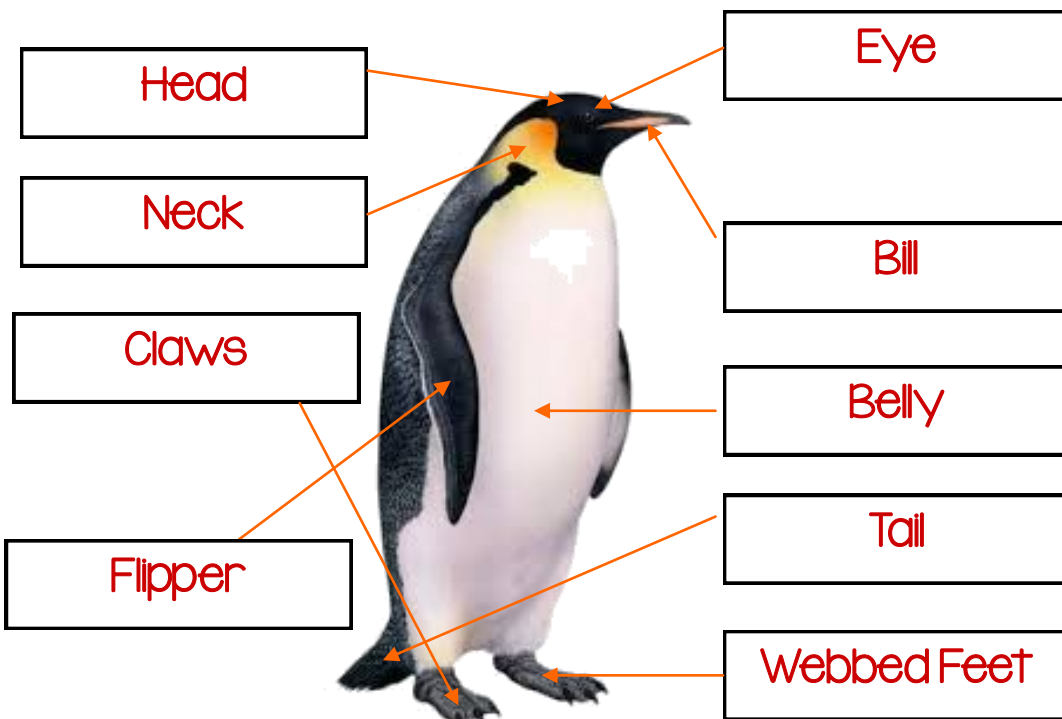 Head
Eye
Neck
Bill
Claws
Belly
Flipper
Tail
Webbed Feet